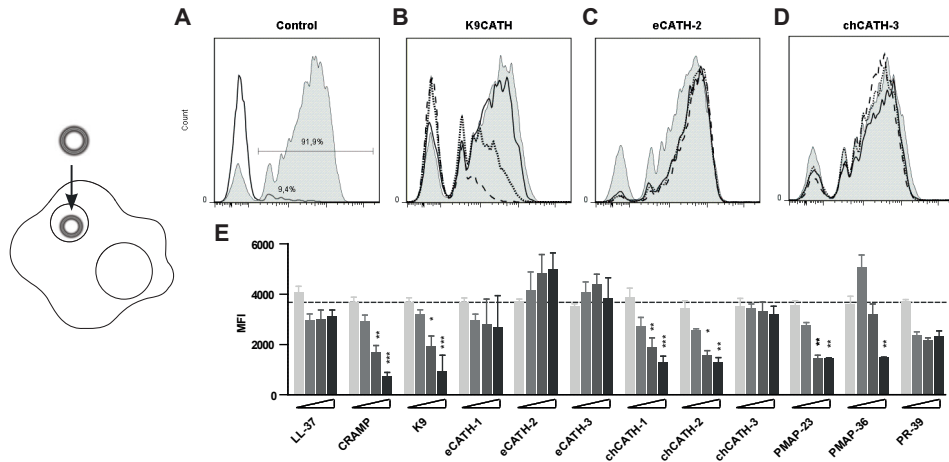 A
B
C
D
Control
K9CATH
eCATH-2
chCATH-3
Count
91,9%
9,4%
0
0
0
0
E
6000
4000
2000
0
MFI
**
***
*
***
**
***
*
**
**
**
**
LL-37
CRAMP
K9
eCATH-1
eCATH-2
eCATH-3
chCATH-1
chCATH-2
chCATH-3
PMAP-23
PMAP-36
PR-39